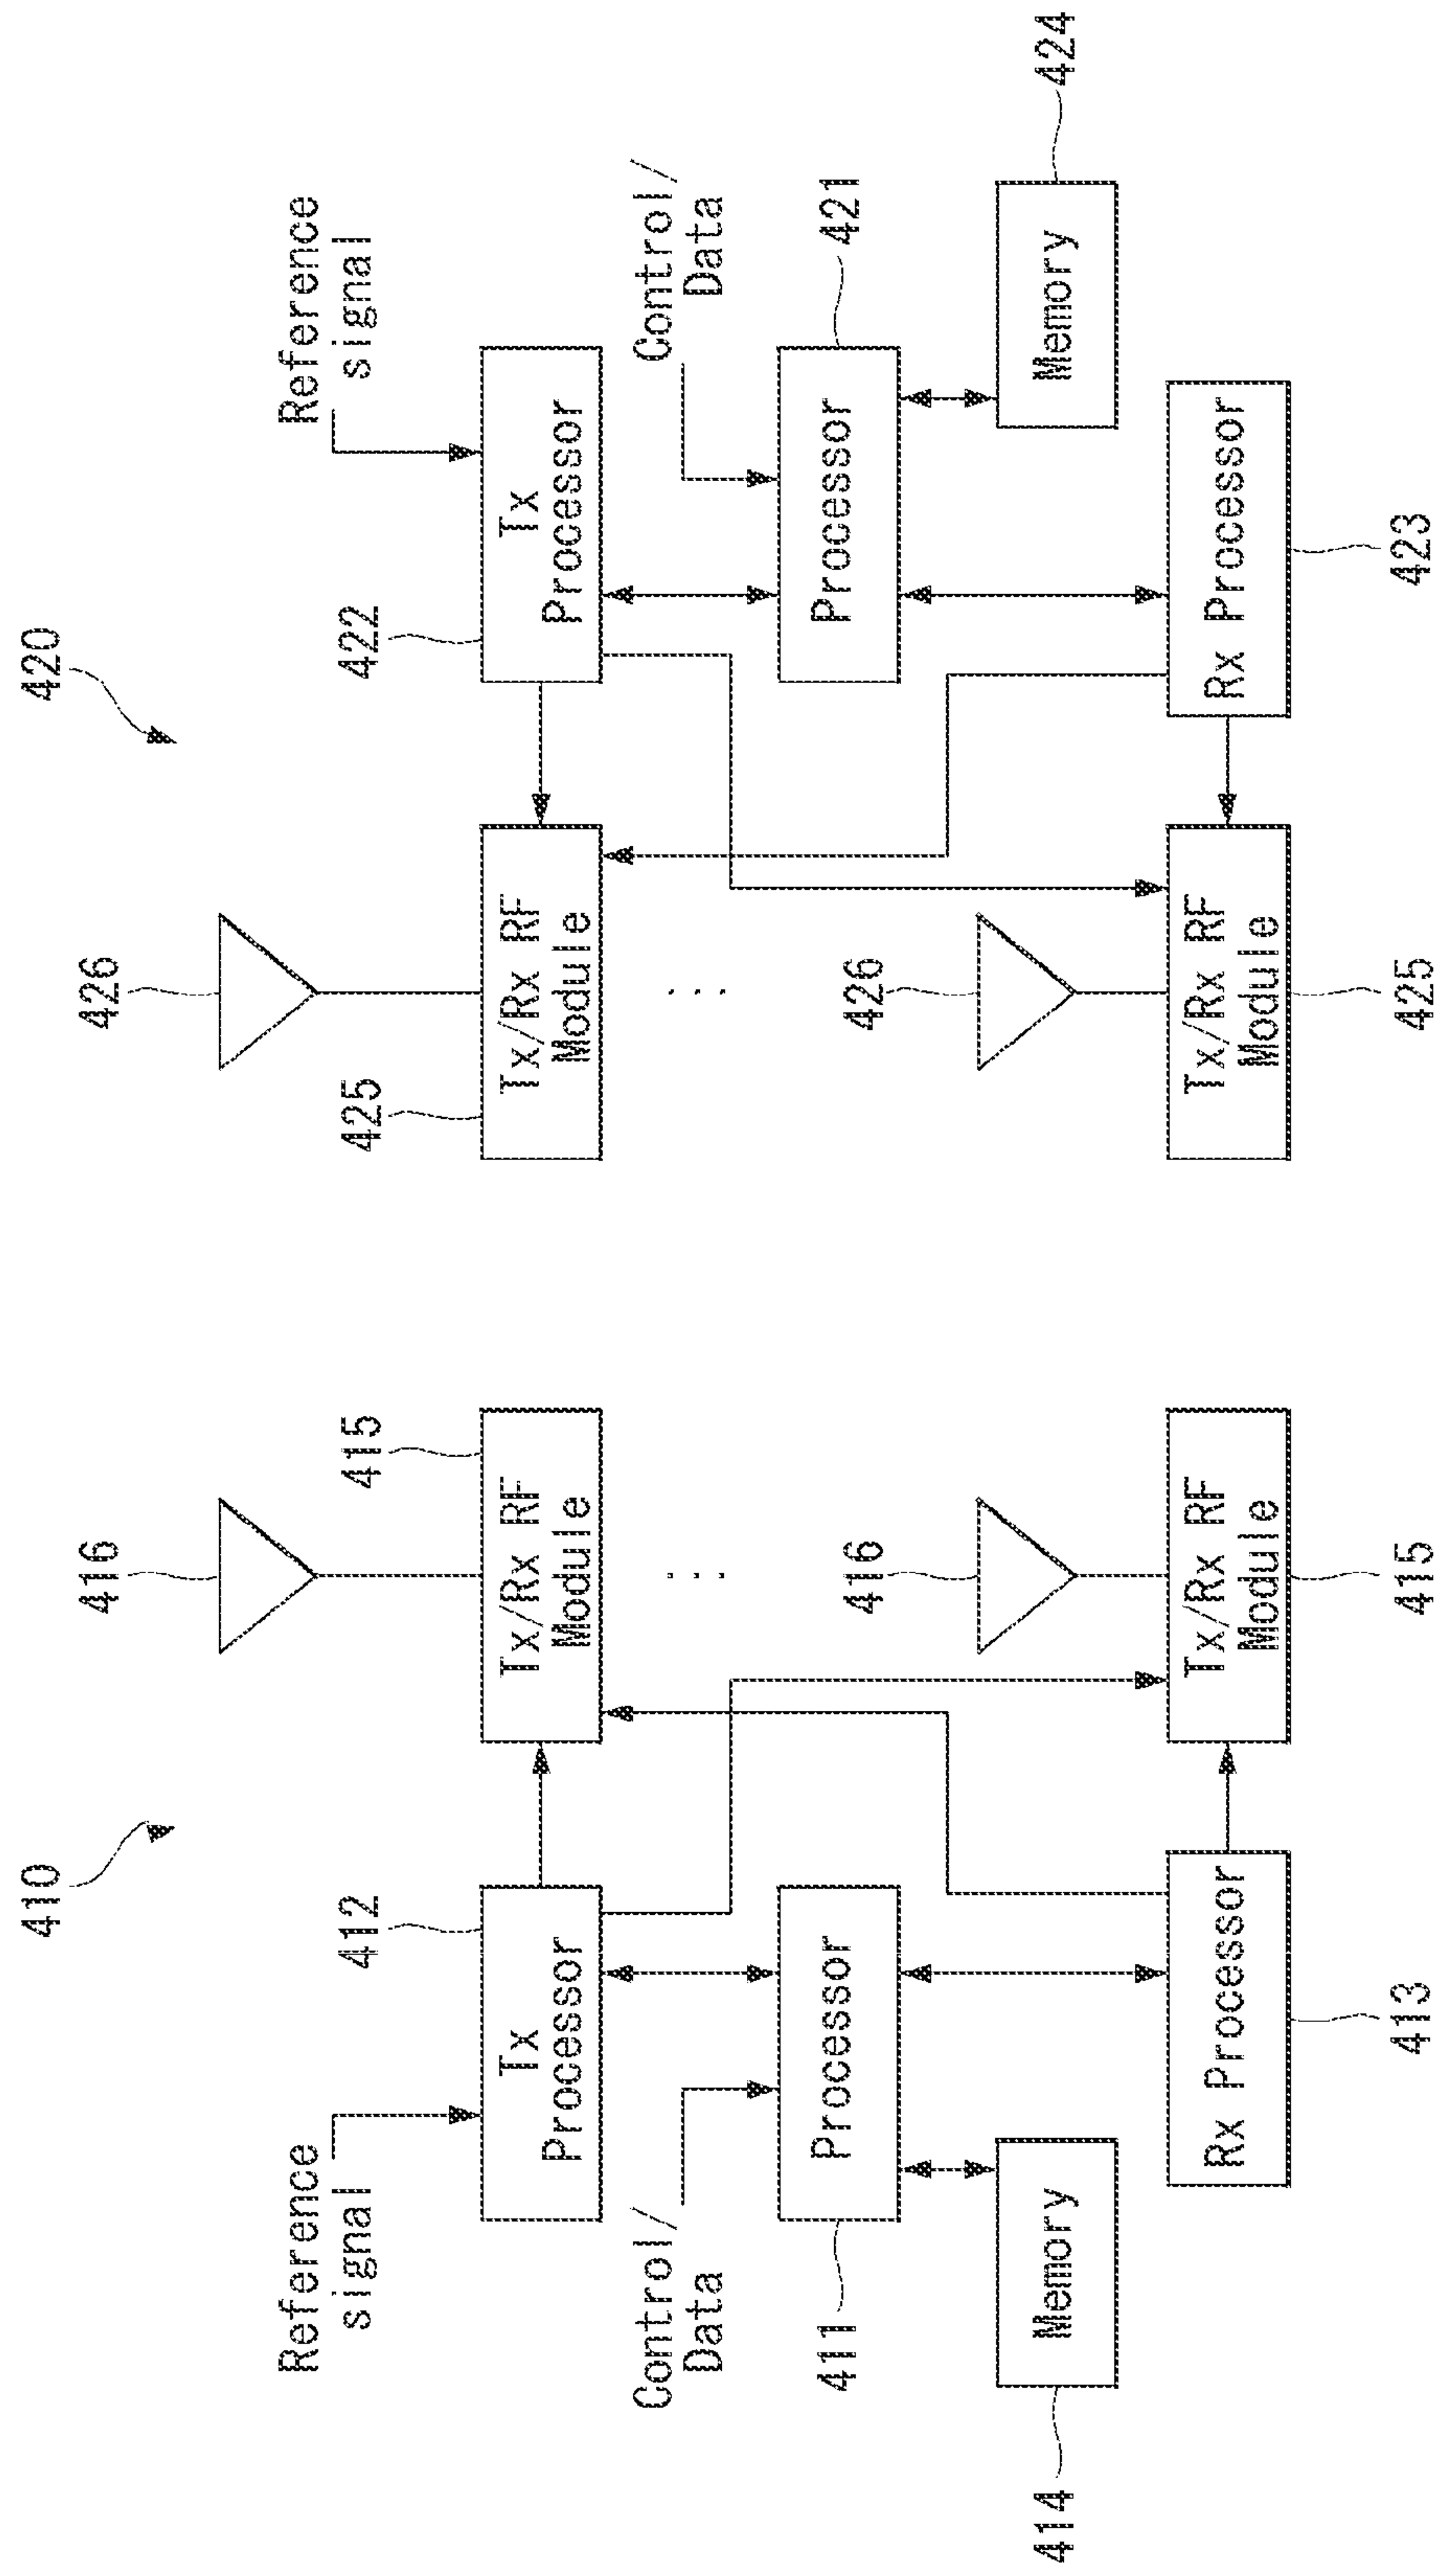 410
420
416
426
Reference
signal
412
415
425
422
Reference
signal
Tx
Processor
Tx/Rx RF
Module
Tx/Rx RF
Module
Tx
Processor
Control/
Data
Control/
Data
411
Processor
416
426
Processor
421
414
Memory
Memory
424
Rx Processor
Tx/Rx RF
Module
Tx/Rx RF
Module
Rx Processor
413
415
425
423